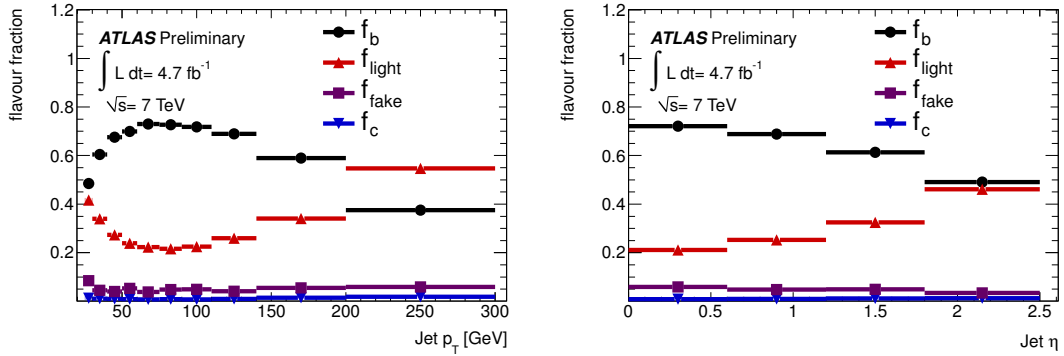 flavour fraction
1.2
1
0.8
0.6
0.4
0.2
ATLAS Preliminary
∫ L dt= 4.7 fb⁻¹
√s= 7 TeV
f_b
f_light
f_fake
f_c
50 100 150 200 250 300
Jet p_T [GeV]
flavour fraction
1.2
1
0.8
0.6
0.4
0.2
ATLAS Preliminary
∫ L dt= 4.7 fb⁻¹
√s= 7 TeV
f_b
f_light
f_fake
f_c
0 0.5 1 1.5 2 2.5
Jet η